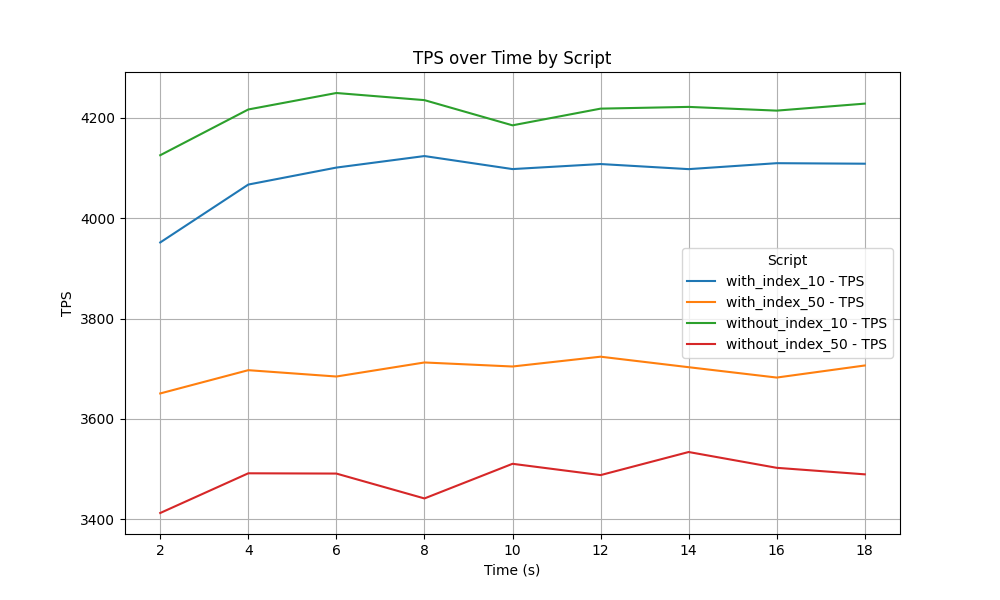 TPS over Time by Script
TPS
4200
4000
3800
3600
3400
Script
with_index_10 - TPS
with_index_50 - TPS
without_index_10 - TPS
without_index_50 - TPS
2 4 6 8 10 12 14 16 18
Time (s)